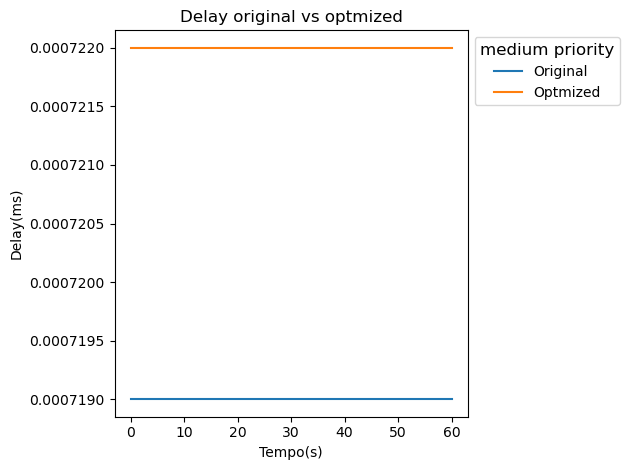 Delay original vs optmized
medium priority
Original
Optmized
Delay(ms)
0.0007220
0.0007215
0.0007210
0.0007205
0.0007200
0.0007195
0.0007190
0 10 20 30 40 50 60
Tempo(s)